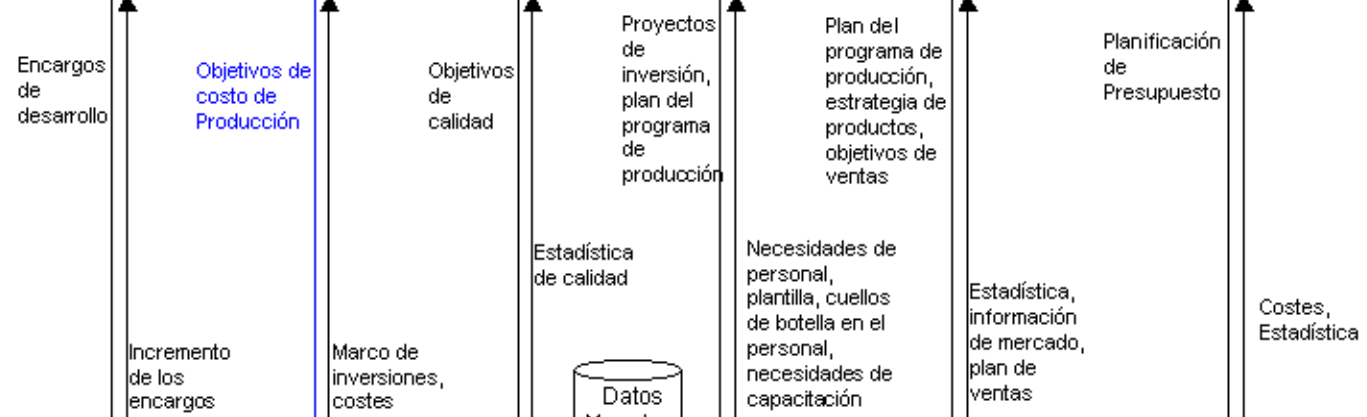 Encargos
de
desarrollo
Objetivos de
costo de
Producción
Objetivos
de
calidad
Proyectos
de
inversión,
plan del
programa
de
producción
Plan del
programa de
producción,
estrategia de
productos,
objetivos de
ventas
Planificación
de
Presupuesto
Incremento
de los
encargos
Marco de
inversiones,
costes
Estadística
de calidad
Datos
Necesidades de
personal,
plantilla, cuellos
de botella en el
personal,
necesidades de
capacitación
Estadística,
información
de mercado,
plan de
ventas
Costes,
Estadística